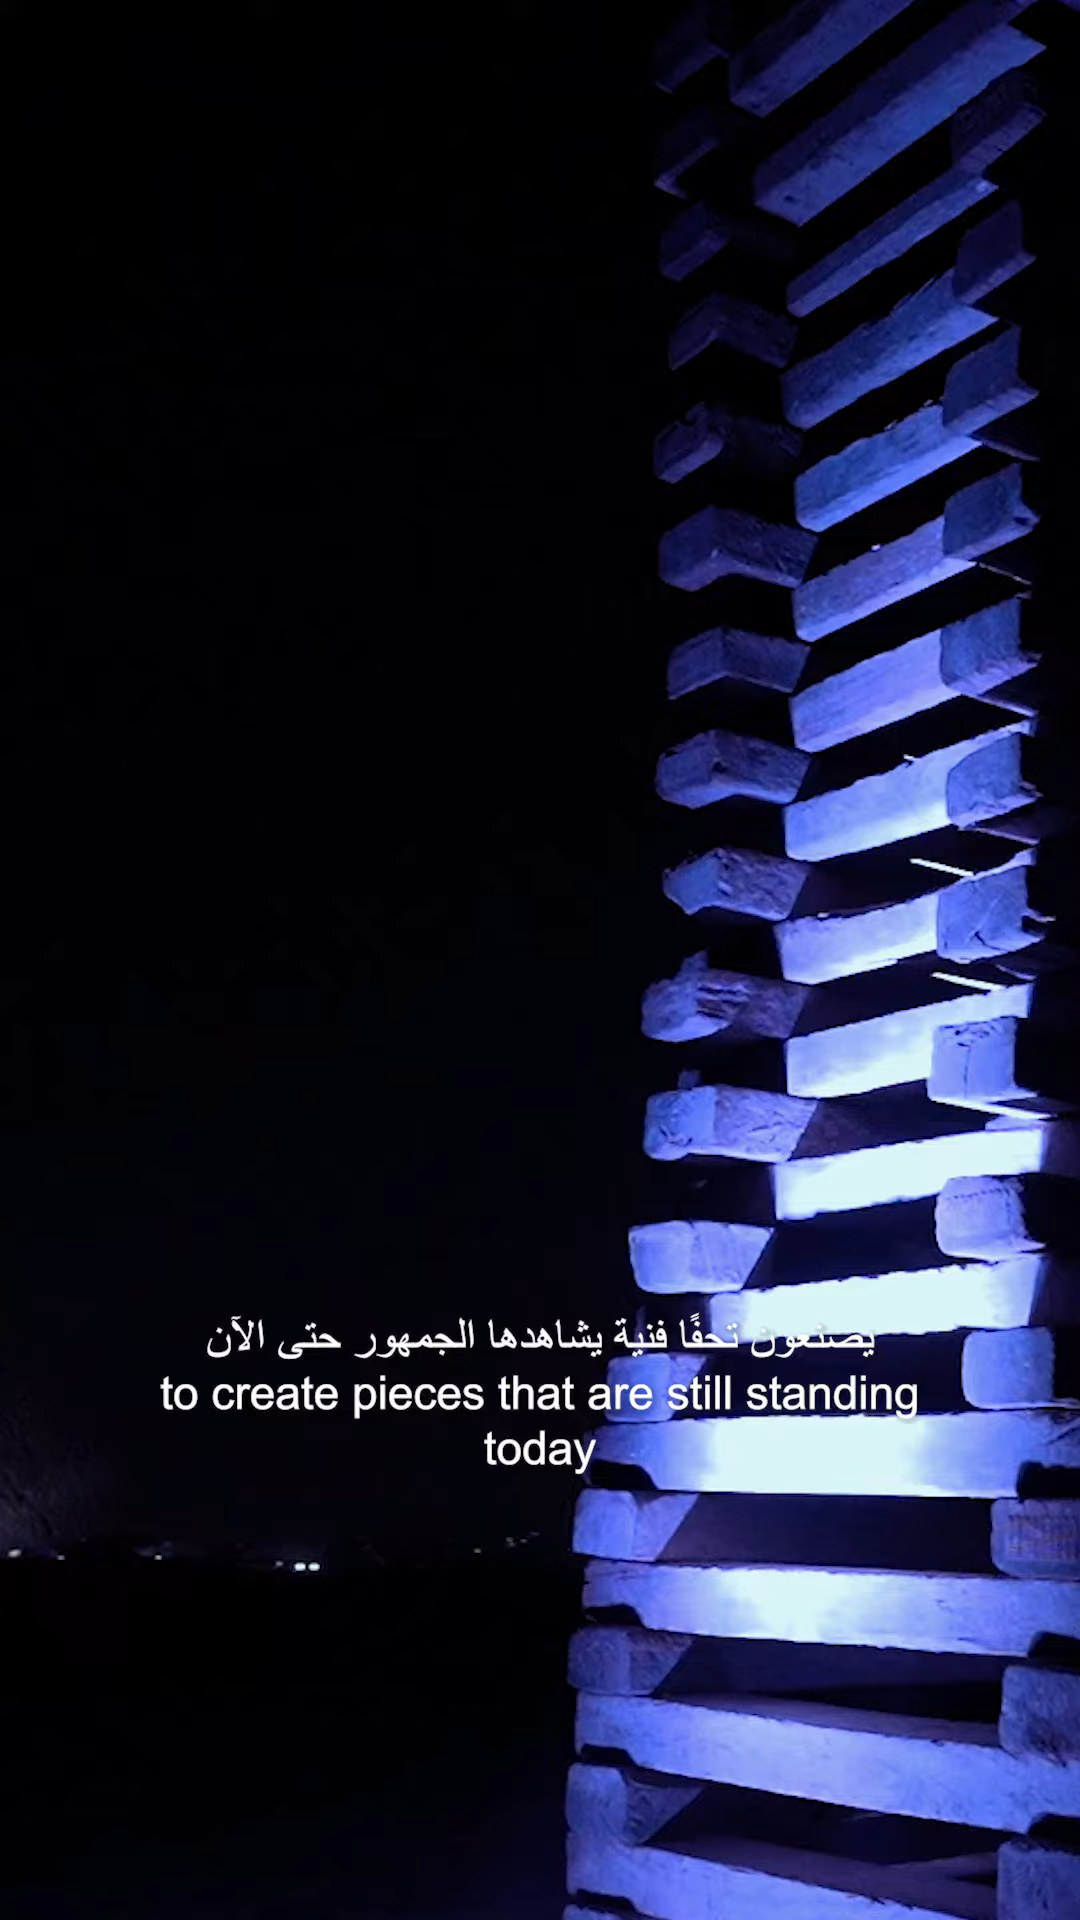 يصنعون تحفًا فنية يشاهدها الجمهور حتى الآن
to create pieces that are still standing
today